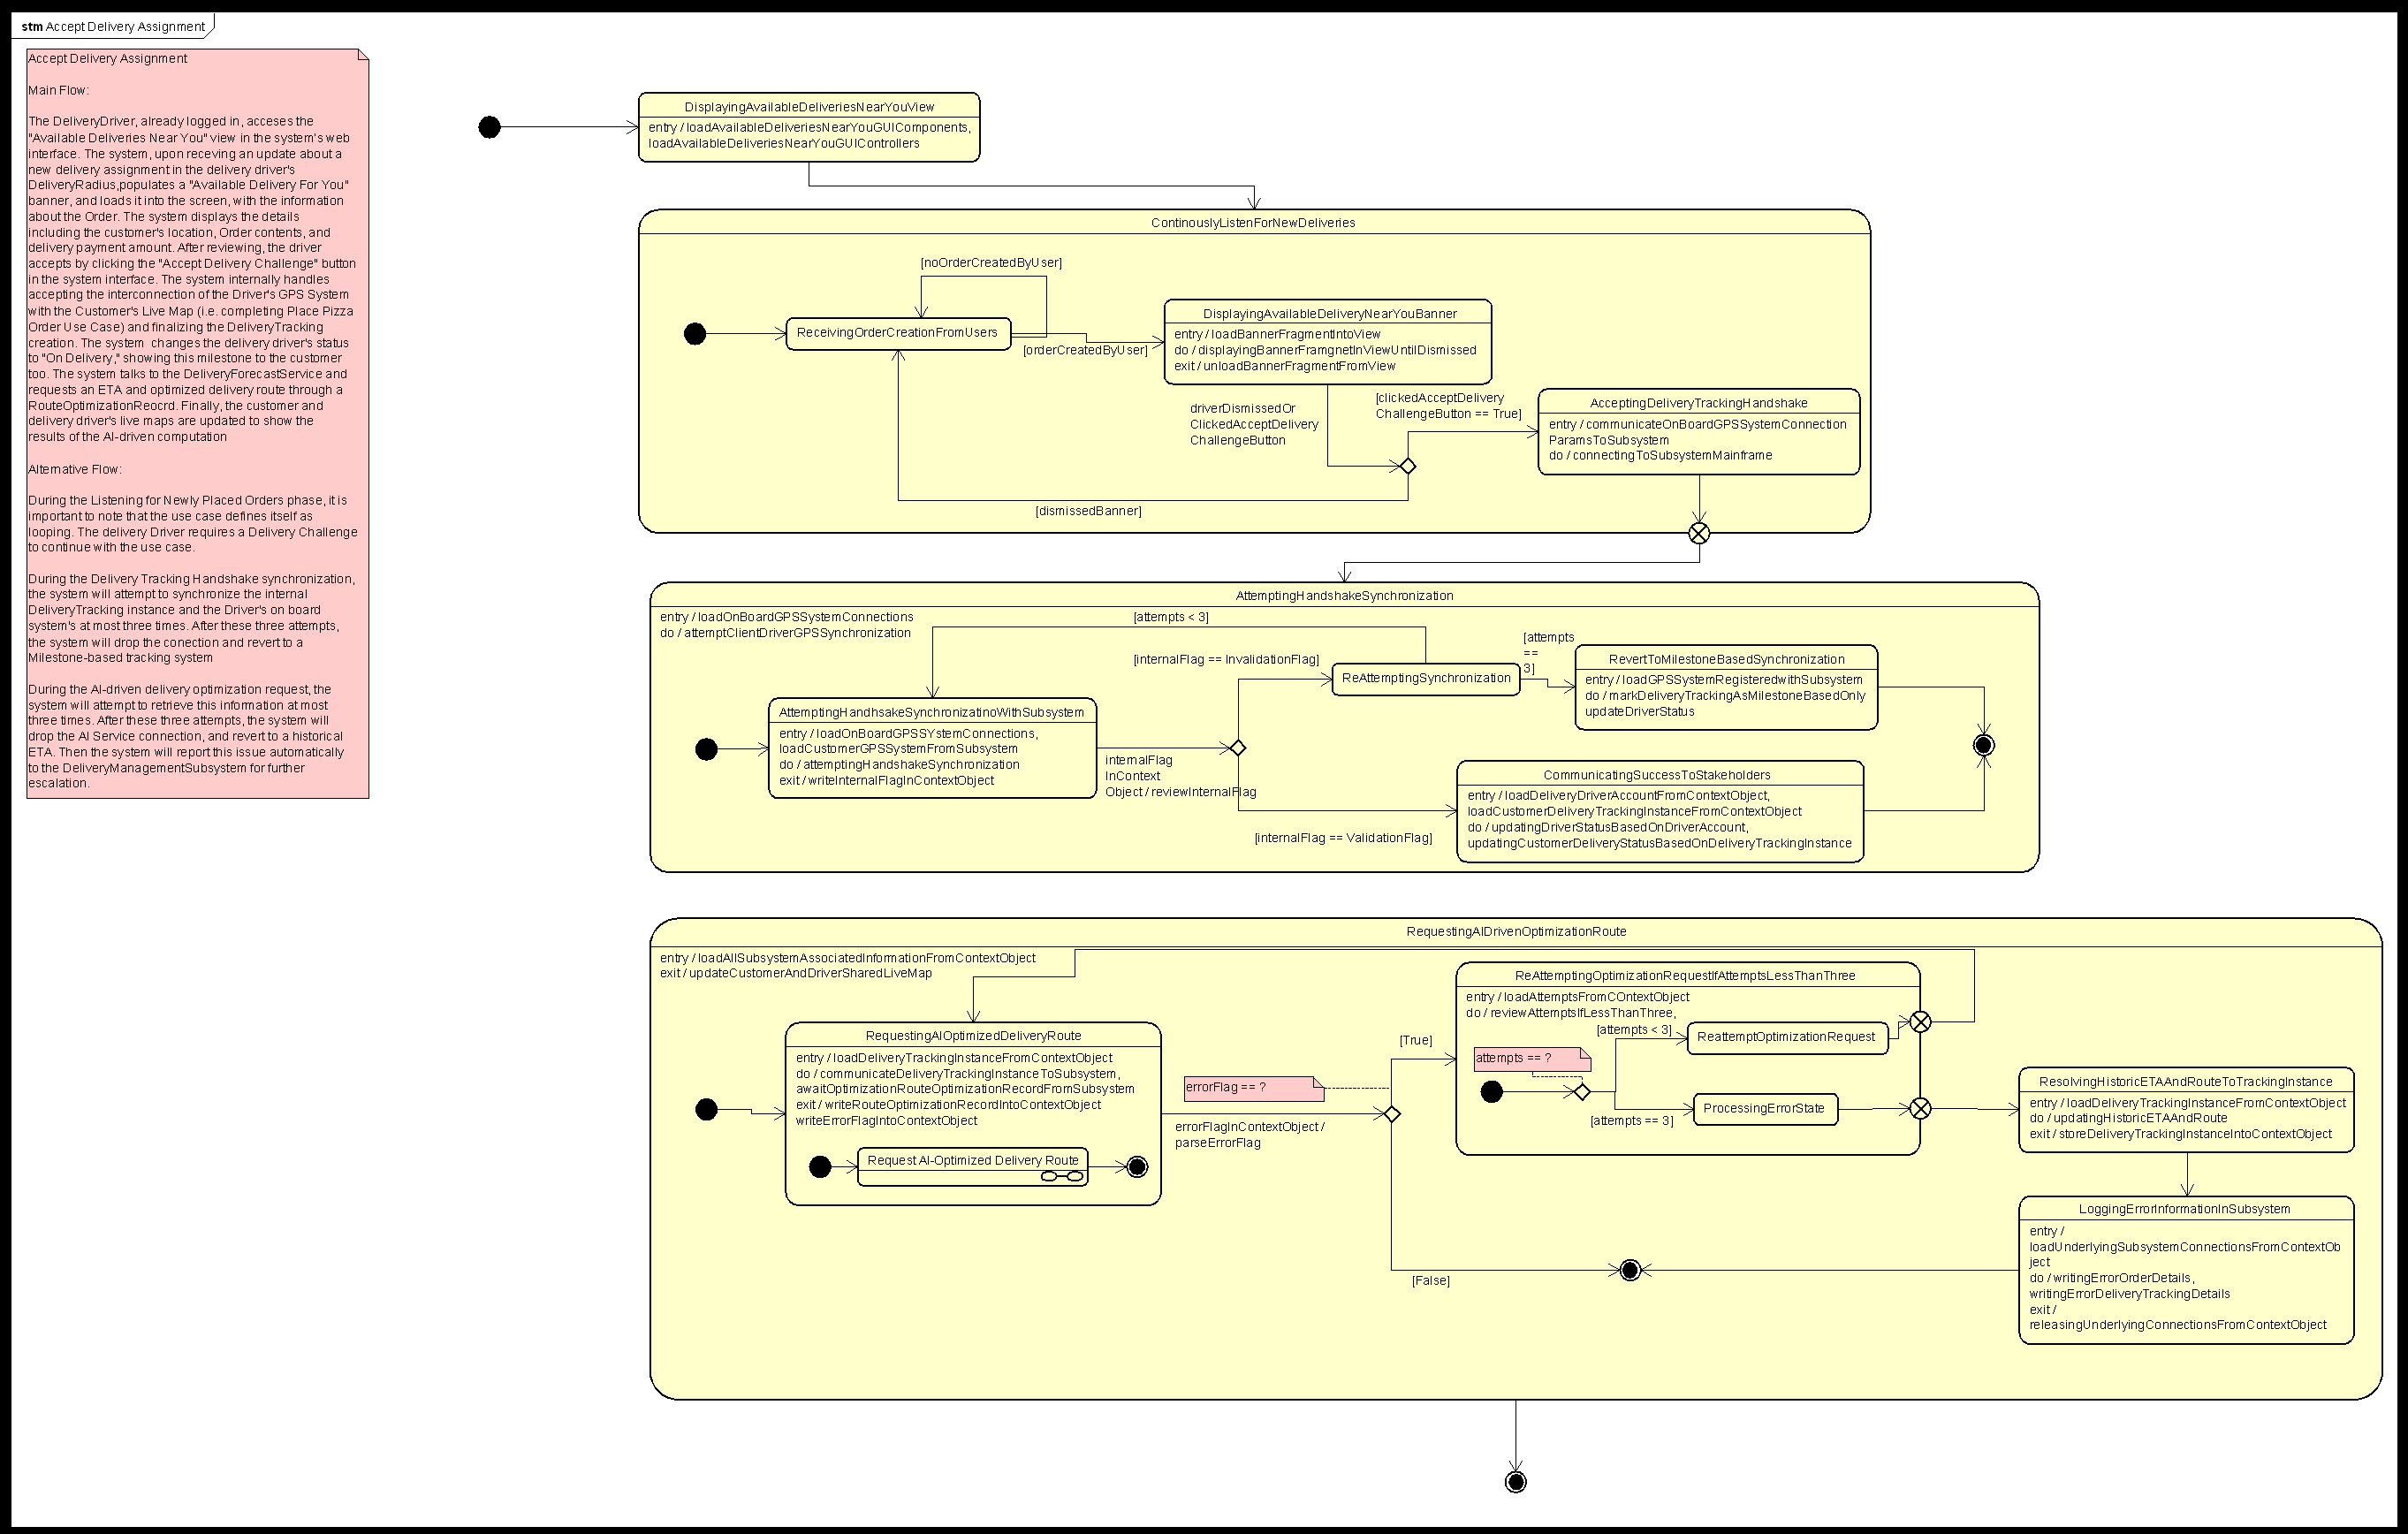 stm Accept Delivery Assignment
Accept Delivery Assignment
Main Flow:
The DeliveryDriver, already logged in, acceses the
"Available Deliveries Near You" view in the system's web
interface. The system, upon receving an update about a
new delivery assignment in the delivery driver's
DeliveryRadius,populates a "Available Delivery For You"
banner, and loads it into the screen, with the information
about the Order. The system displays the details
including the customer's location, Order contents, and
delivery payment amount. After reviewing, the driver
accepts by clicking the "Accept Delivery Challenge" button
in the system interface. The system internally handles
accepting the interconnection of the Driver's GPS System
with the Customer's Live Map (i.e. completing Place Pizza
Order Use Case) and finalizing the DeliveryTracking
creation. The system changes the delivery driver's status
to "On Delivery," showing this milestone to the customer
too. The system talks to the DeliveryForecastService and
requests an ETA and optimized delivery route through a
RouteOptimizationReocrd. Finally, the customer and
delivery driver's live maps are updated to show the
results of the AI-driven computation
Alternative Flow:
During the Listening for Newly Placed Orders phase, it is
important to note that the use case defines itself as
looping. The delivery Driver requires a Delivery Challenge
to continue with the use case.
During the Delivery Tracking Handshake synchronization,
the system will attempt to synchronize the internal
DeliveryTracking instance and the Driver's on board
system's at most three times. After these three attempts,
the system will drop the conection and revert to a
Milestone-based tracking system
During the AI-driven delivery optimization request, the
system will attempt to retrieve this information at most
three times. After these three attempts, the system will
drop the AI Service connection, and revert to a historical
ETA. Then the system will report this issue automatically
to the DeliveryManagementSubsystem for further
escalation.
DisplayingAvailableDeliveriesNearYouView
entry / loadAvailableDeliveriesNearYouGUIComponents,
loadAvailableDeliveriesNearYouGUIControllers
ContinouslyListenForNewDeliveries
[noOrderCreatedByUser]
ReceivingOrderCreationFromUsers
[orderCreatedByUser]
DisplayingAvailableDeliveryNearYouBanner
entry / loadBannerFragmentIntoView
do / displayingBannerFramgnetInViewUntilDismissed
exit / unloadBannerFragmentFromView
driverDismissedOr
ClickedAcceptDelivery
ChallengeButton
[clickedAcceptDelivery
ChallengeButton == True]
AcceptingDeliveryTrackingHandshake
entry / communicateOnBoardGPSSystemConnection
ParamsToSubsystem
do / connectingToSubsystemMainframe
[dismissedBanner]
AttemptingHandshakeSynchronization
entry / loadOnBoardGPSSystemConnections
do / attemptClientDriverGPSSynchronization
[attempts < 3]
[internalFlag == InvalidationFlag]
ReAttemptingSynchronization
[attempts
==
3]
RevertToMilestoneBasedSynchronization
entry / loadGPSSystemRegisteredwithSubsystem
do / markDeliveryTrackingAsMilestoneBasedOnly
updateDriverStatus
AttemptingHandhsakeSynchronizatinoWithSubsystem
entry / loadOnBoardGPSSYstemConnections,
loadCustomerGPSSystemFromSubsystem
do / attemptingHandshakeSynchronization
exit / writeInternalFlagInContextObject
internalFlag
InContext
Object / reviewInternalFlag
[internalFlag == ValidationFlag]
CommunicatingSuccessToStakeholders
entry / loadDeliveryDriverAccountFromContextObject,
loadCustomerDeliveryTrackingInstanceFromContextObject
do / updatingDriverStatusBasedOnDriverAccount,
updatingCustomerDeliveryStatusBasedOnDeliveryTrackingInstance
RequestingAIDrivenOptimizationRoute
entry / loadAllSubsystemAssociatedInformationFromContextObject
exit / updateCustomerAndDriverSharedLiveMap
RequestingAIOptimizedDeliveryRoute
entry / loadDeliveryTrackingInstanceFromContextObject
do / communicateDeliveryTrackingInstanceToSubsystem,
awaitOptimizationRouteOptimizationRecordFromSubsystem
exit / writeRouteOptimizationRecordIntoContextObject
writeErrorFlagIntoContextObject
Request AI-Optimized Delivery Route
errorFlag == ?
errorFlagInContextObject /
parseErrorFlag
[True]
[False]
ReAttemptingOptimizationRequestIfAttemptsLessThanThree
entry / loadAttemptsFromCOntextObject
do / reviewAttemptsIfLessThanThree,
[attempts < 3]
ReattemptOptimizationRequest
attempts == ?
[attempts == 3]
ProcessingErrorState
ResolvingHistoricETAAndRouteToTrackingInstance
entry / loadDeliveryTrackingInstanceFromContextObject
do / updatingHistoricETAAndRoute
exit / storeDeliveryTrackingInstanceIntoContextObject
LoggingErrorInformationInSubsystem
entry /
loadUnderlyingSubsystemConnectionsFromContextOb
ject
do / writingErrorOrderDetails,
writingErrorDeliveryTrackingDetails
exit /
releasingUnderlyingConnectionsFromContextObject